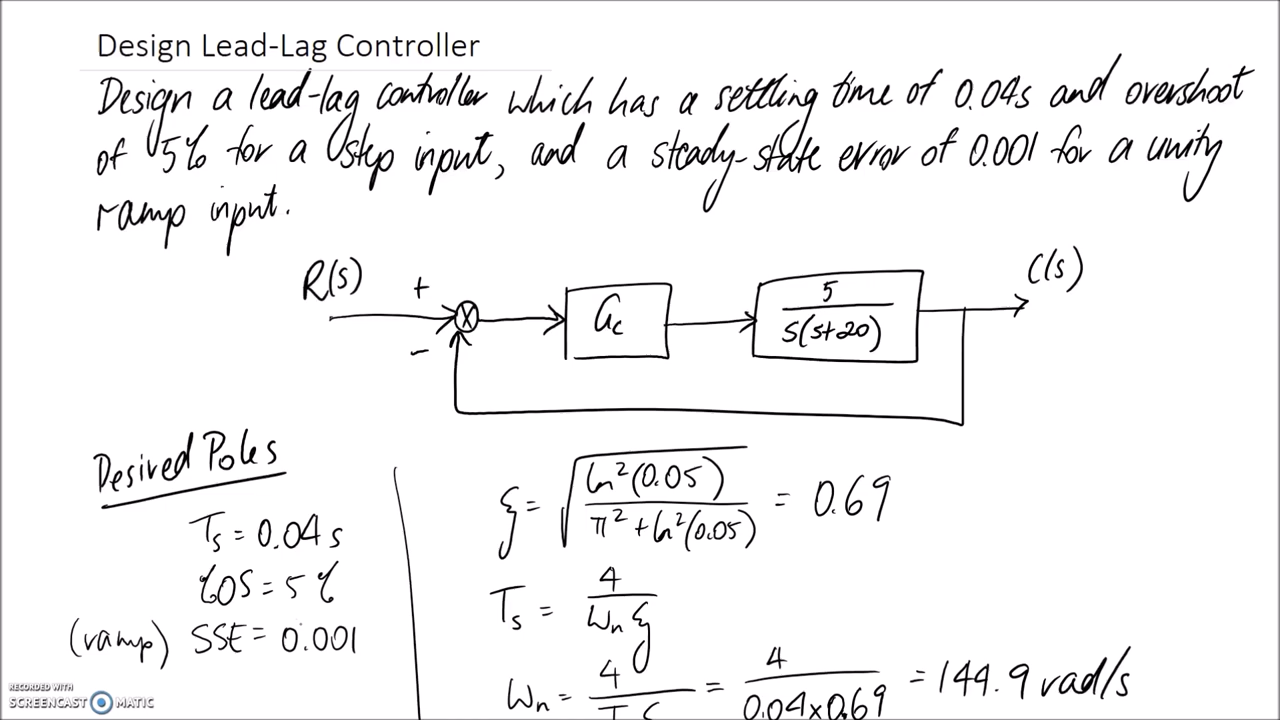 Design Lead-Lag Controller
Design a lead-lag controller which has a settling time of 0.04s and overshoot
of 5% for a step input, and a steady-state error of 0.001 for a unity
ramp input.
R(s) + - Gc 5/(s(s+20)) C(s)
Desired Poles
Ts = 0.04 s
%OS = 5%
(ramp) SSE = 0.001
ξ = √(ln²(0.05)/(π² + ln²(0.05))) = 0.69
Ts = 4/(ωn ξ)
ωn = 4/(Ts ξ) = 4/(0.04×0.69) = 144.9 rad/s
RECORDED WITH
SCREENCAST MATIC